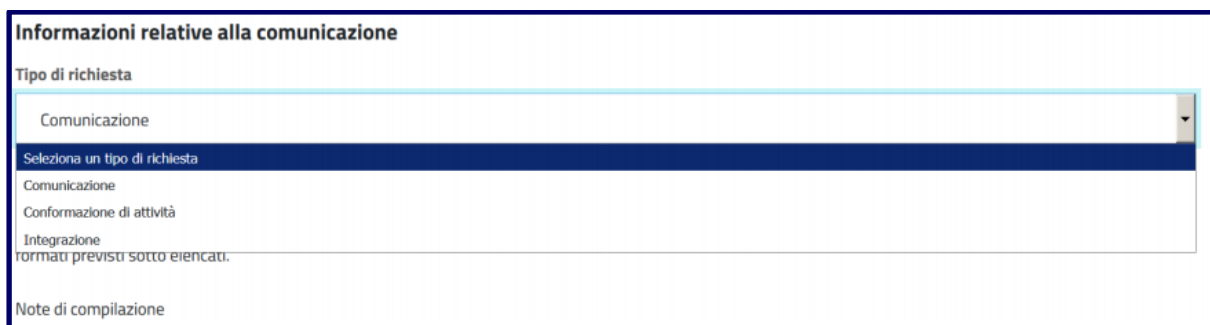 Informazioni relative alla comunicazione
Tipo di richiesta
Comunicazione
Seleziona un tipo di richiesta
Comunicazione
Conformazione di attività
Integrazione
formati previsti sotto elencati.
Note di compilazione